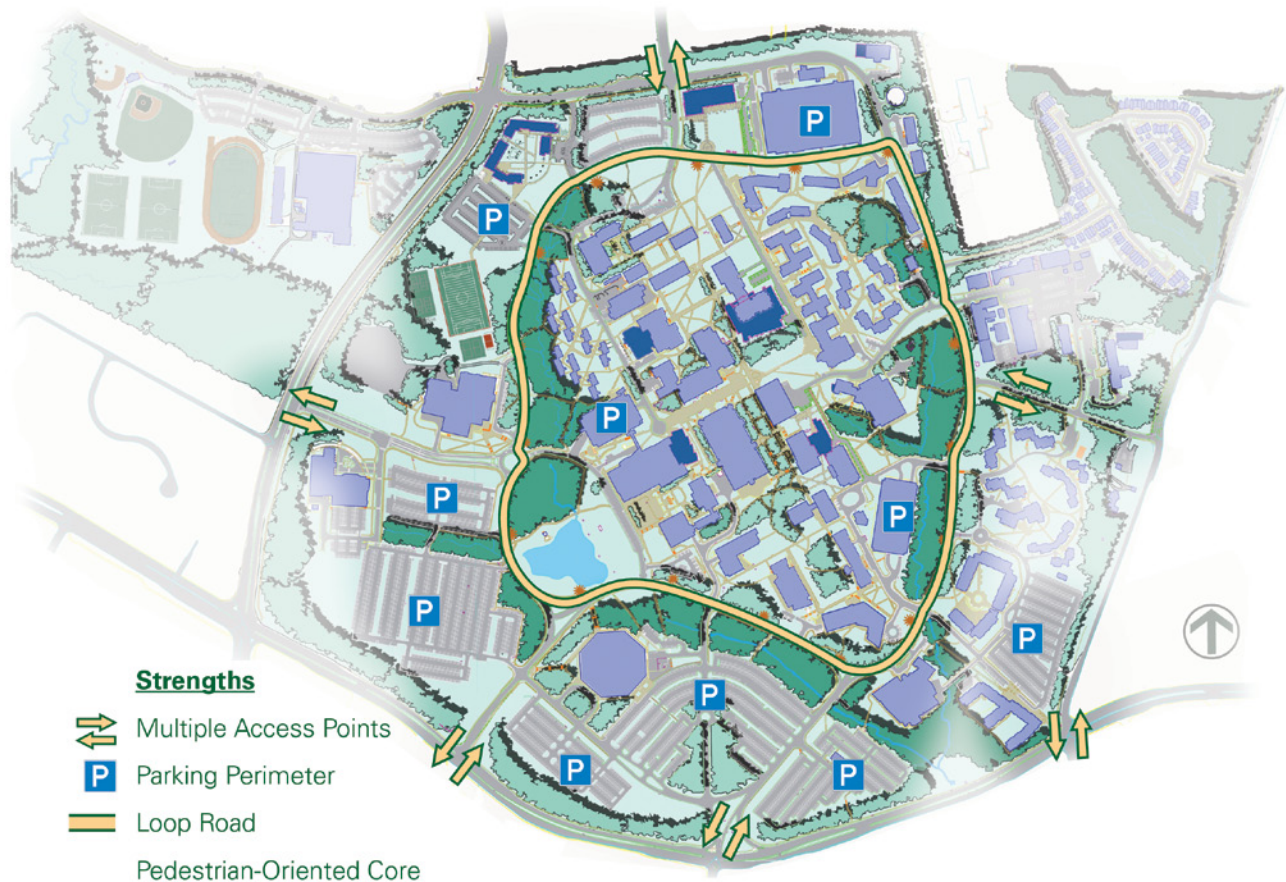 P
P
P
P
P
P
P
P
P
P
Strengths
Multiple Access Points
P Parking Perimeter
Loop Road
Pedestrian-Oriented Core